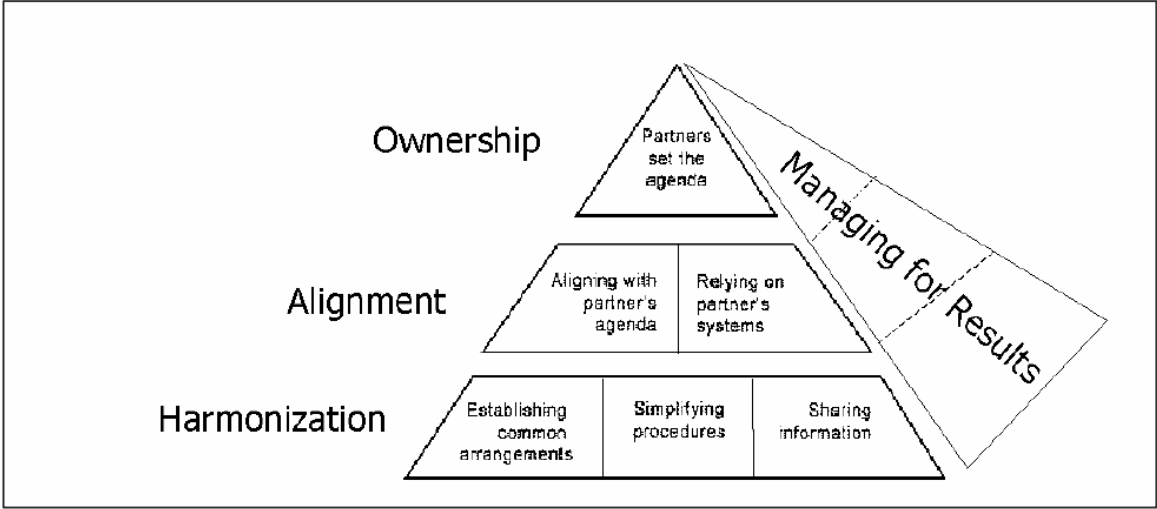 Ownership
Partners
set the
agenda
Managing for Results
Alignment
Aligning with
partner's
agenda
Relying on
partner's
systems
Harmonization
Establishing
common
arrangements
Simplifying
procedures
Sharing
information